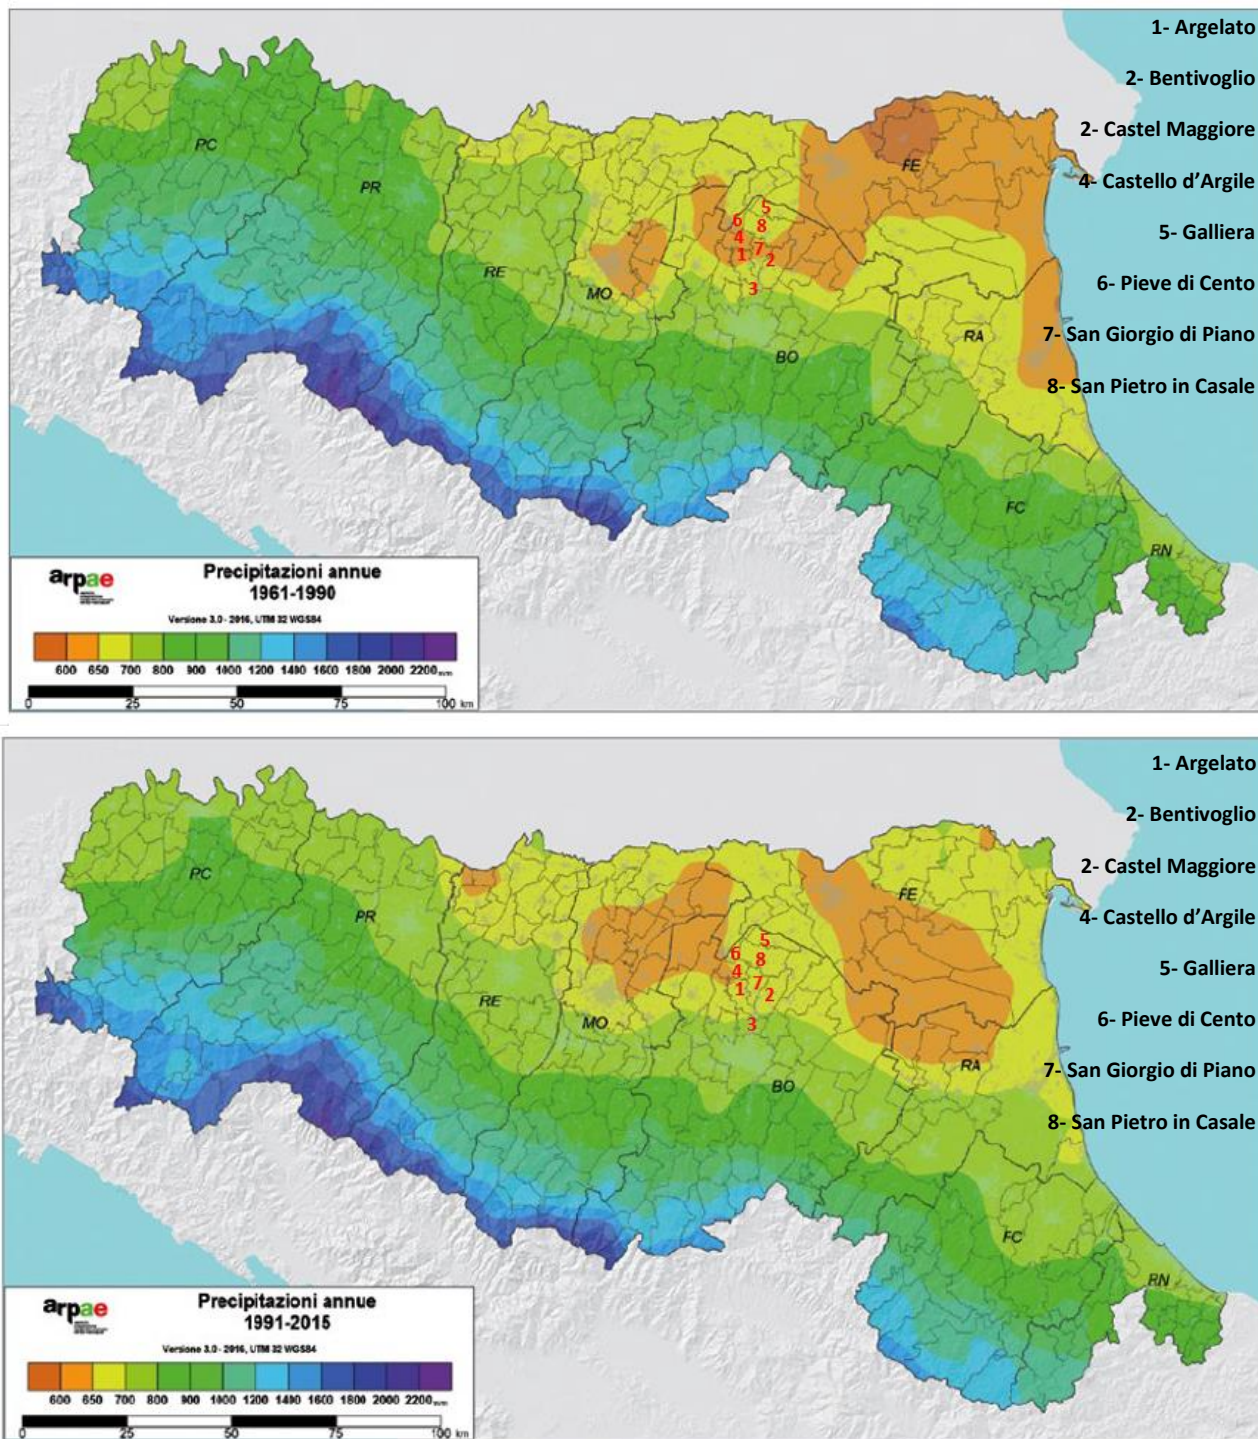 1- Argelato
2- Bentivoglio
2- Castel Maggiore
4- Castello d'Argile
5- Galliera
6- Pieve di Cento
7- San Giorgio di Piano
8- San Pietro in Casale
PC
PR
RE
MO
BO
FE
RA
FC
RN
5
6
8
4
7
1
2
3
arpae
Precipitazioni annue
1961-1990
Versione 3.0- 2016, UTM 32 WGS84
600 650 700 800 900 1000 1200 1400 1600 1800 2000 2200mm
0 25 50 75 100 km
1- Argelato
2- Bentivoglio
2- Castel Maggiore
4- Castello d'Argile
5- Galliera
6- Pieve di Cento
7- San Giorgio di Piano
8- San Pietro in Casale
PC
PR
RE
MO
BO
FE
RA
FC
RN
5
6
8
4
7
1
2
3
arpae
Precipitazioni annue
1991-2015
Versione 3.0- 2016, UTM 32 WGS84
600 650 700 800 900 1000 1200 1400 1600 1800 2000 2200mm
0 25 50 75 100 km